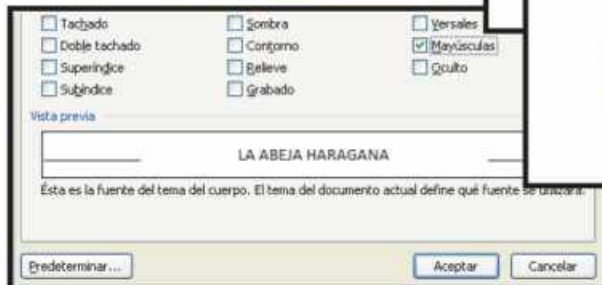 Tachado Sombra Versales
Doble tachado Contorno Mayúsculas
Superíndice Relieve Oculto
Subíndice Grabado
Vista previa
LA ABEJA HARAGANA
Ésta es la fuente del tema del cuerpo. El tema del documento actual define qué fuente se utilizará.
Predeterminar... Aceptar Cancelar